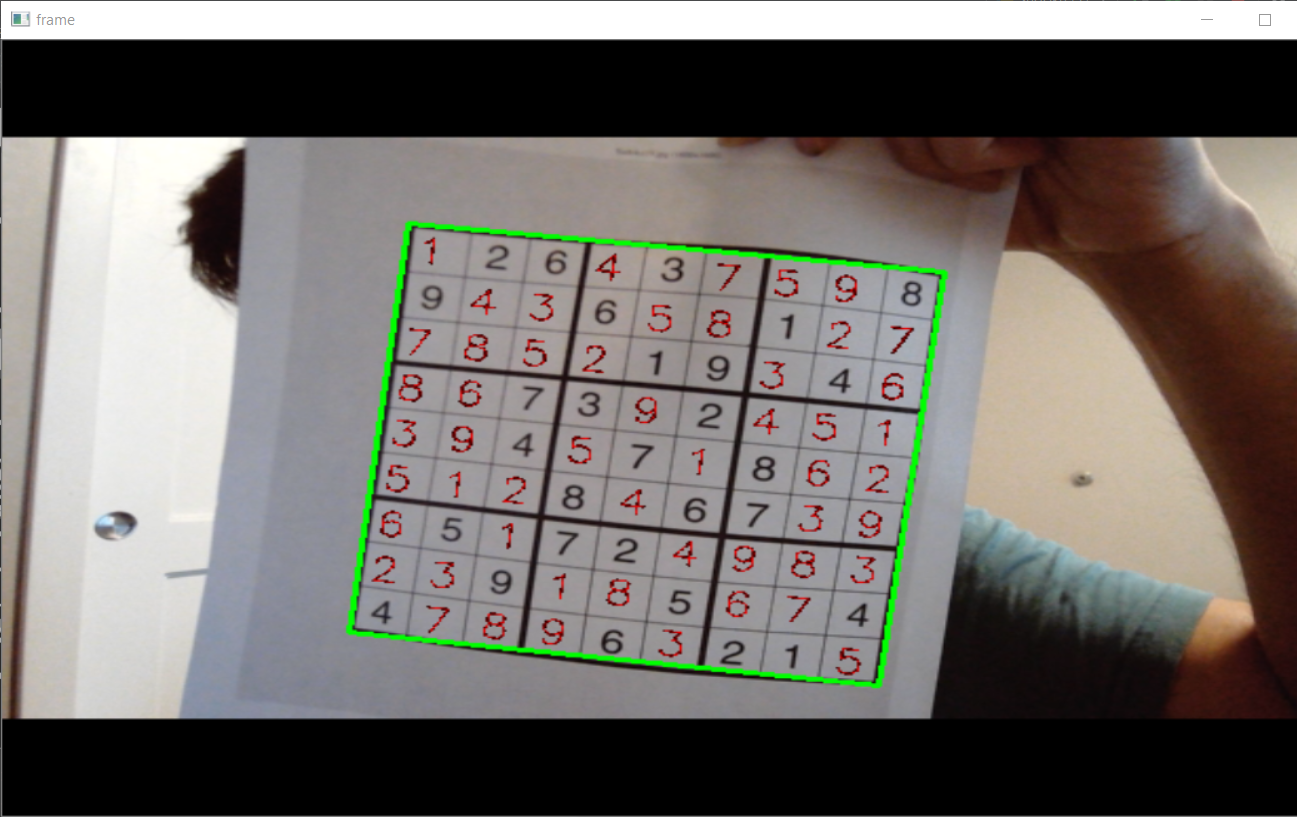 frame
1 2 6 4 3 7 5 9 8
9 4 3 6 5 8 1 2 7
7 8 5 2 1 9 3 4 6
8 6 7 3 9 2 4 5 1
3 9 4 5 7 1 8 6 2
5 1 2 8 4 6 7 3 9
6 5 1 7 2 4 9 8 3
2 3 9 1 8 5 6 7 4
4 7 8 9 6 3 2 1 5